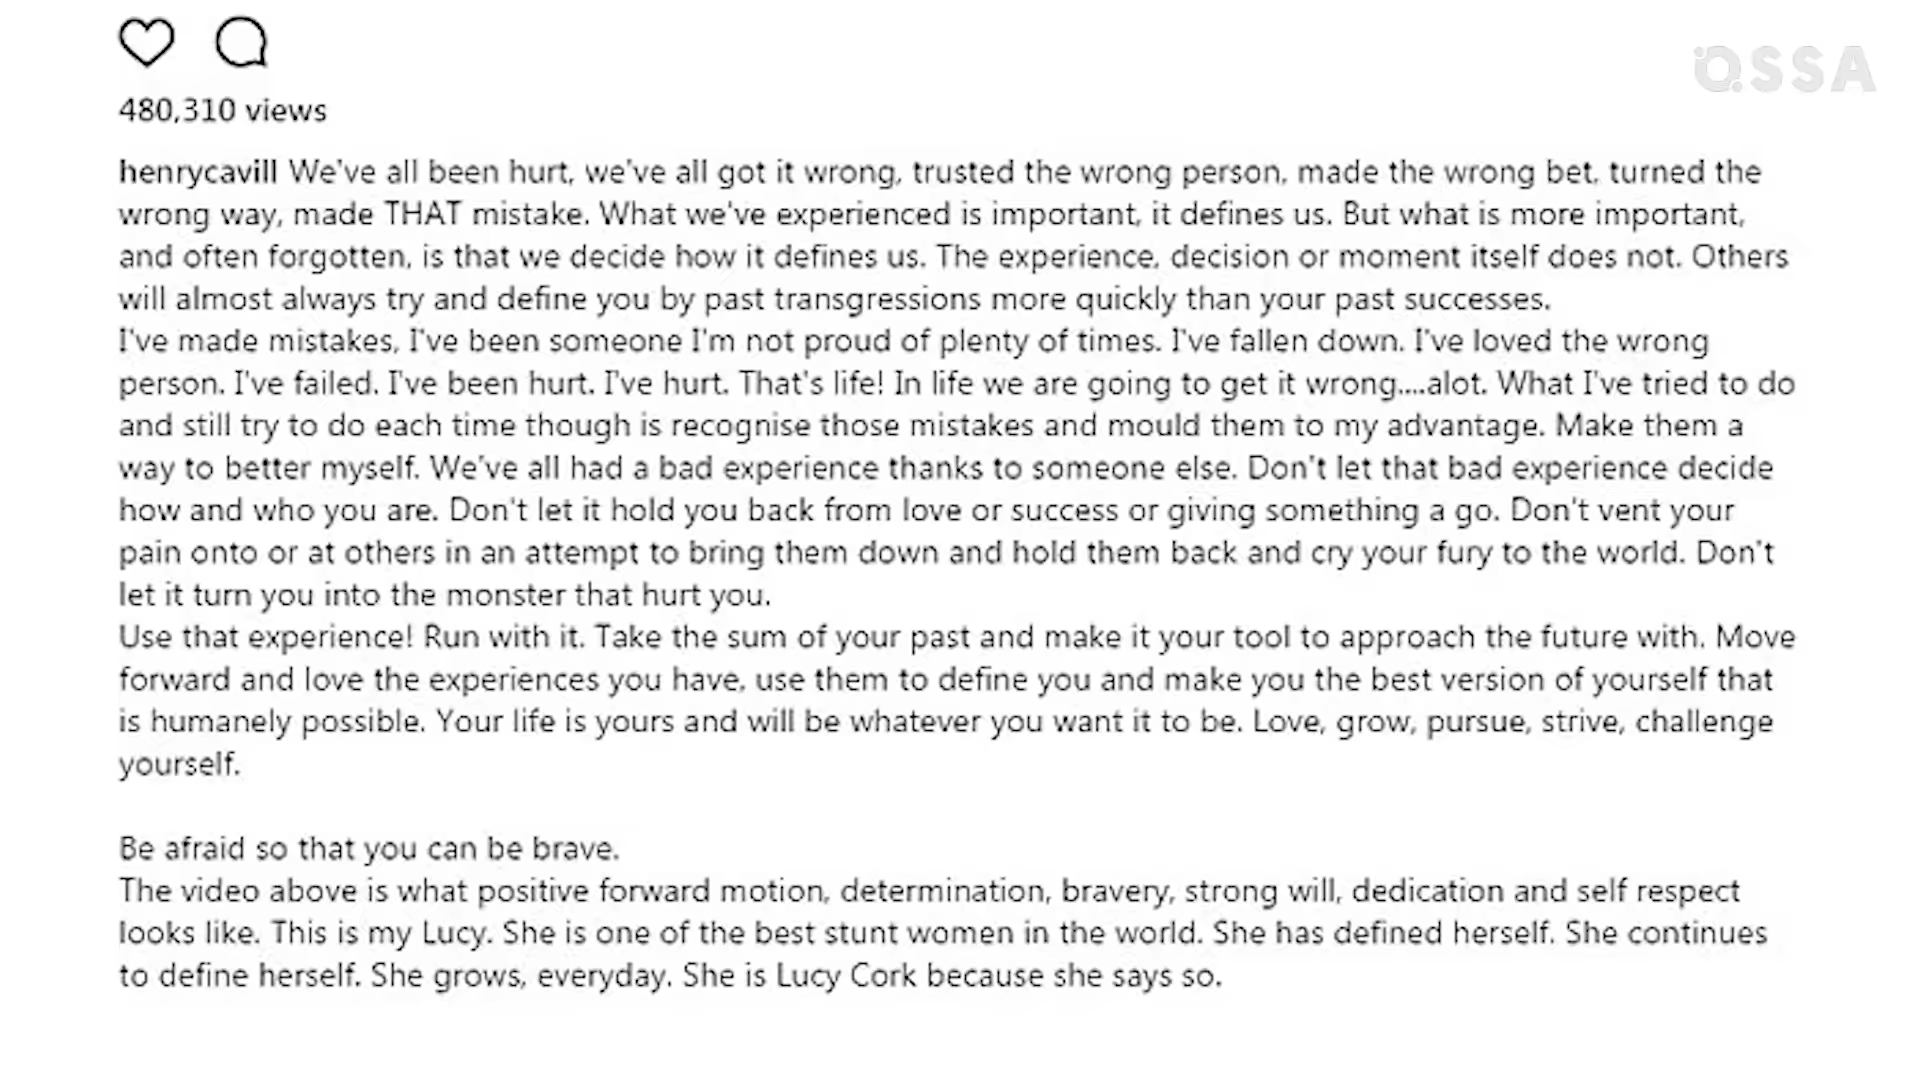 QSSA
480,310 views
henrycavill We've all been hurt, we've all got it wrong, trusted the wrong person, made the wrong bet, turned the
wrong way, made THAT mistake. What we've experienced is important, it defines us. But what is more important,
and often forgotten, is that we decide how it defines us. The experience, decision or moment itself does not. Others
will almost always try and define you by past transgressions more quickly than your past successes.
I've made mistakes, I've been someone I'm not proud of plenty of times. I've fallen down. I've loved the wrong
person. I've failed. I've been hurt. I've hurt. That's life! In life we are going to get it wrong....alot. What I've tried to do
and still try to do each time though is recognise those mistakes and mould them to my advantage. Make them a
way to better myself. We've all had a bad experience thanks to someone else. Don't let that bad experience decide
how and who you are. Don't let it hold you back from love or success or giving something a go. Don't vent your
pain onto or at others in an attempt to bring them down and hold them back and cry your fury to the world. Don't
let it turn you into the monster that hurt you.
Use that experience! Run with it. Take the sum of your past and make it your tool to approach the future with. Move
forward and love the experiences you have, use them to define you and make you the best version of yourself that
is humanely possible. Your life is yours and will be whatever you want it to be. Love, grow, pursue, strive, challenge
yourself.
Be afraid so that you can be brave.
The video above is what positive forward motion, determination, bravery, strong will, dedication and self respect
looks like. This is my Lucy. She is one of the best stunt women in the world. She has defined herself. She continues
to define herself. She grows, everyday. She is Lucy Cork because she says so.